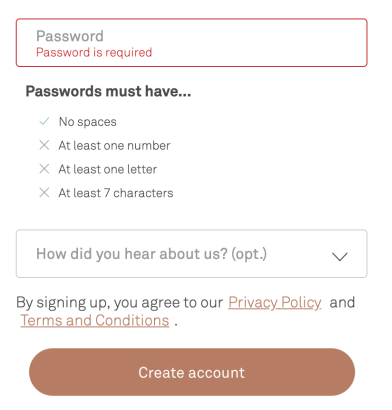 Password
Password is required
Passwords must have...
No spaces
At least one number
At least one letter
At least 7 characters
How did you hear about us? (opt.)
By signing up, you agree to our Privacy Policy and
Terms and Conditions .
Create account